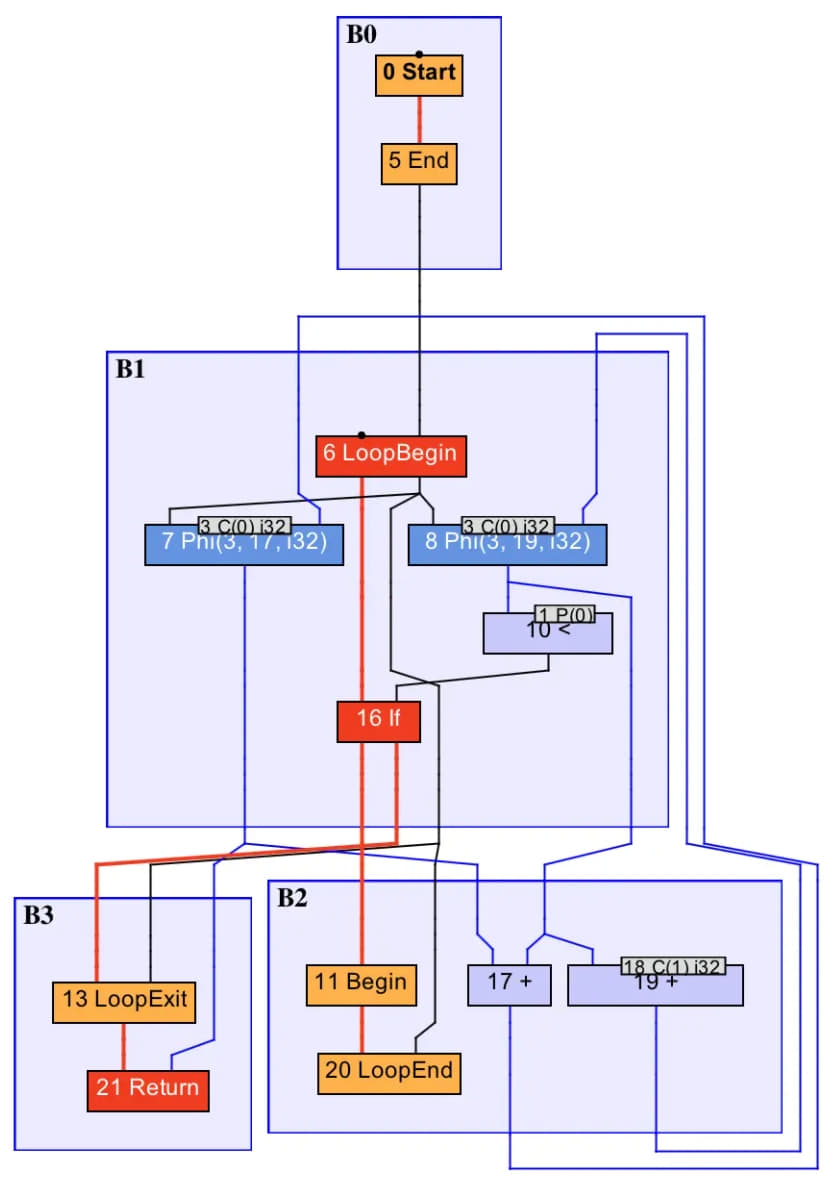 B0
0 Start
5 End
B1
6 LoopBegin
3 C(0) i32
7 Phi(3, 17, i32)
3 C(0) i32
8 Phi(3, 19, i32)
1 P(0)
10 <
16 If
B3
B2
13 LoopExit
11 Begin
17 +
18 C(1) i32
19 +
21 Return
20 LoopEnd